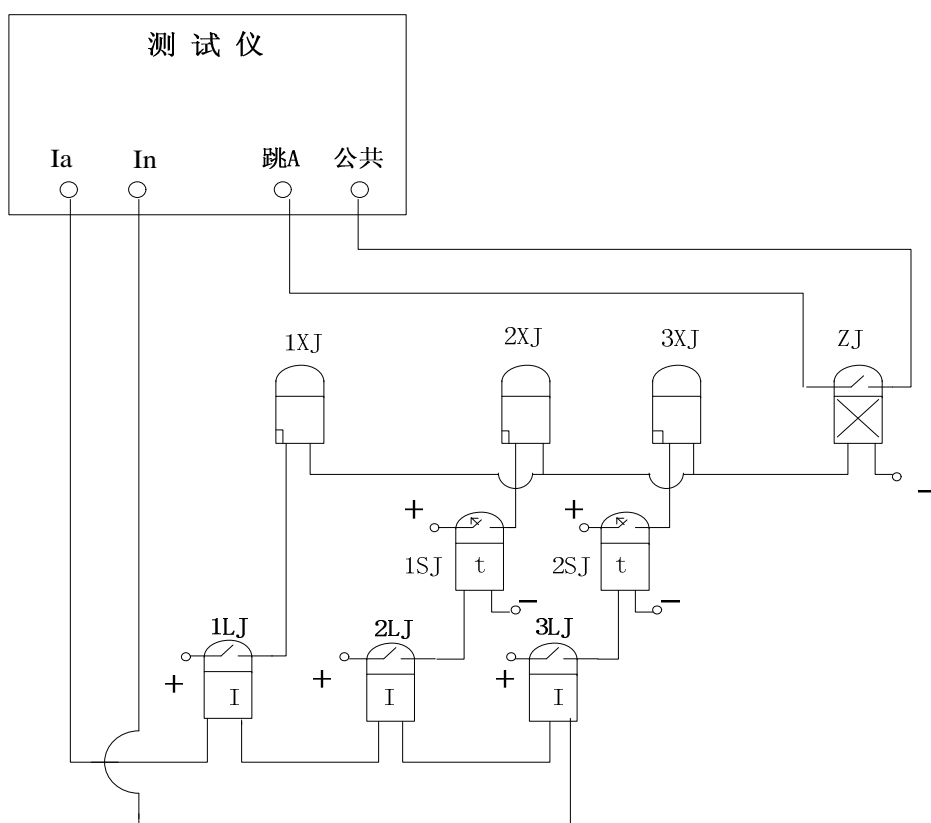 测 试 仪
Ia In 跳A 公共
1XJ 2XJ 3XJ ZJ
−
+ +
1SJ t 2SJ t
− −
1LJ 2LJ 3LJ
+ I + I + I